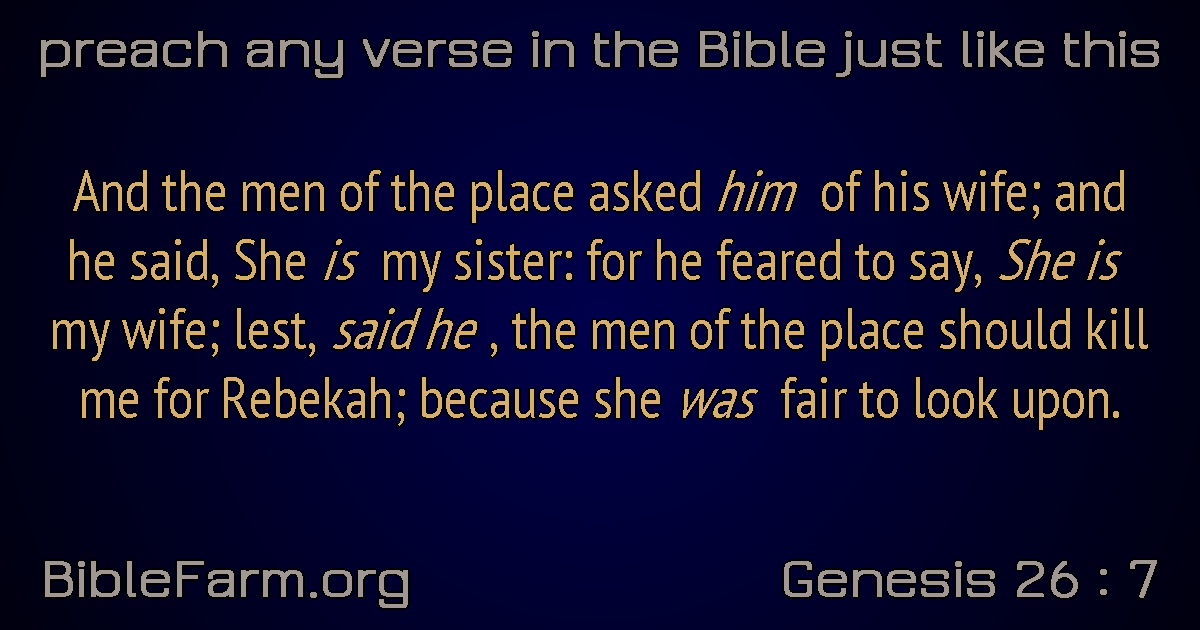 preach any verse in the Bible just like this
And the men of the place asked him of his wife; and
he said, She is my sister: for he feared to say, She is
my wife; lest, said he , the men of the place should kill
me for Rebekah; because she was fair to look upon.
BibleFarm.org
Genesis 26 : 7